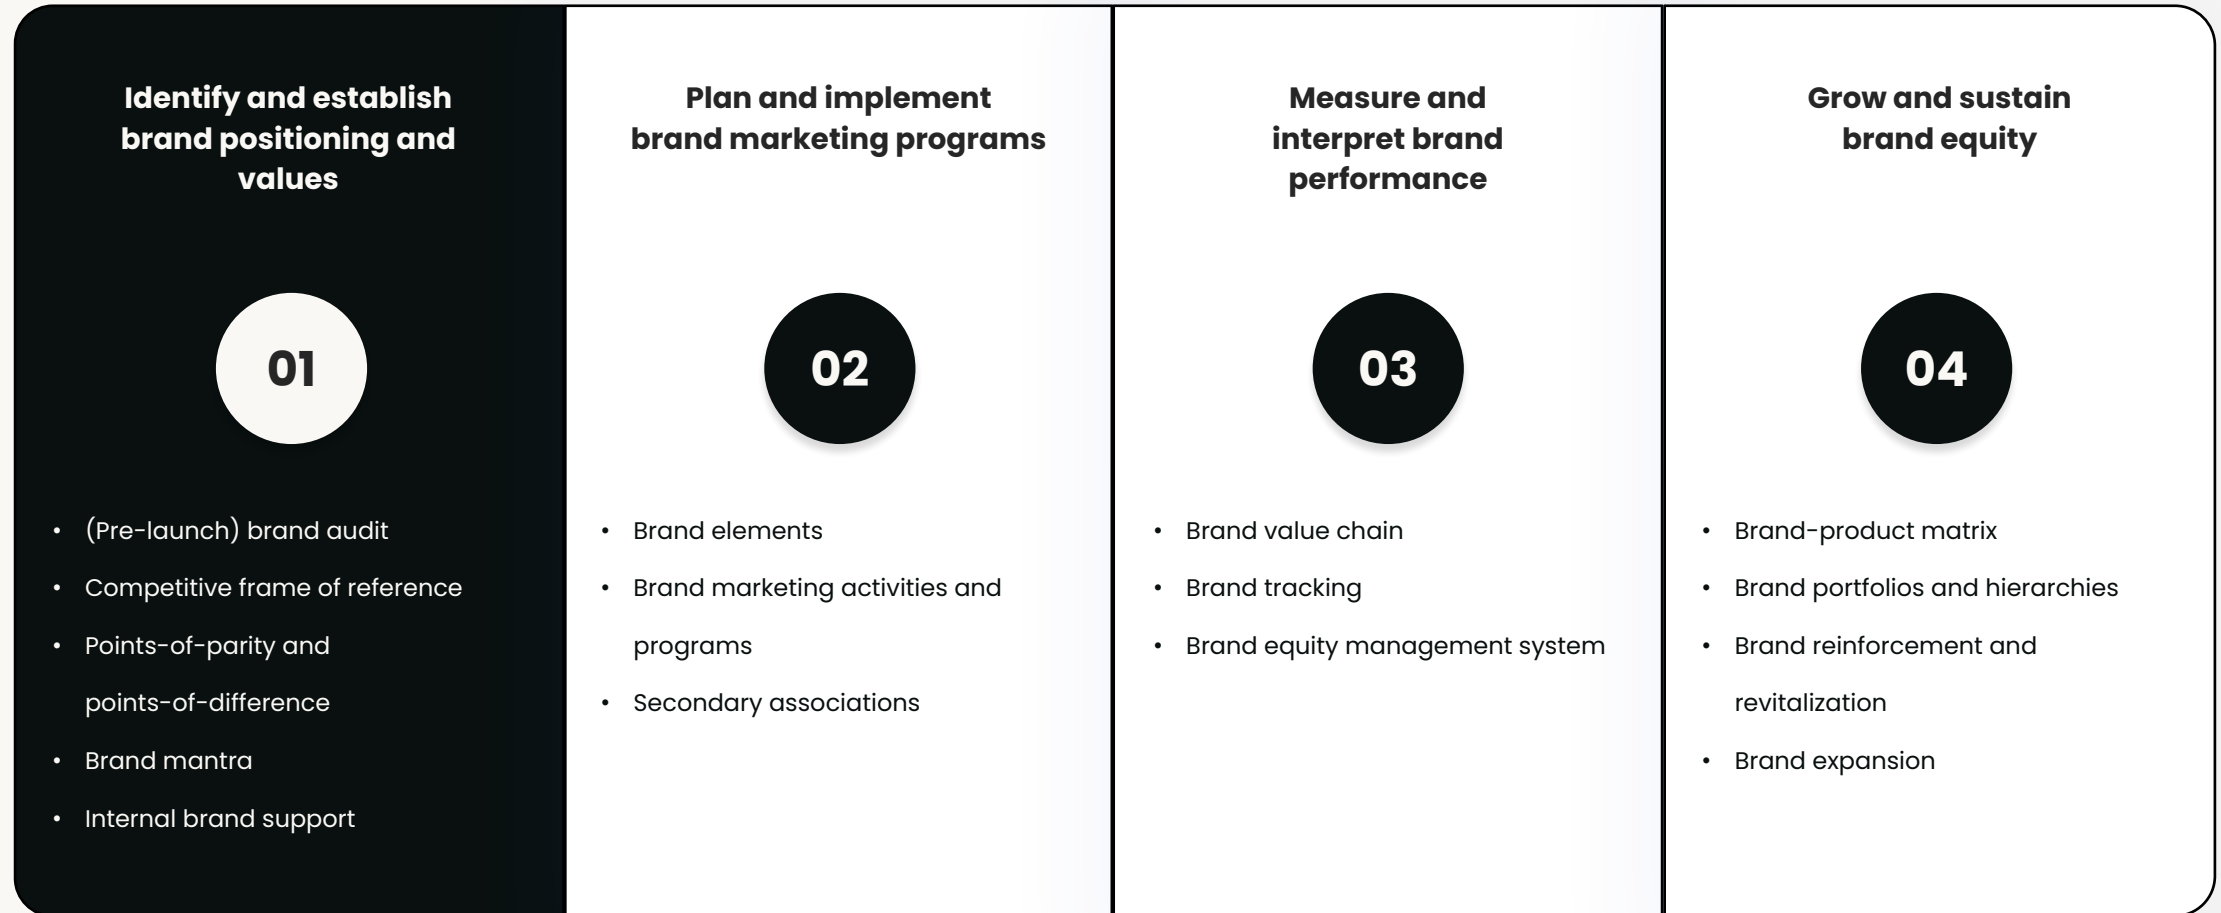 Identify and establish
brand positioning and
values
01
• (Pre-launch) brand audit
• Competitive frame of reference
• Points-of-parity and
points-of-difference
• Brand mantra
• Internal brand support
Plan and implement
brand marketing programs
02
• Brand elements
• Brand marketing activities and
programs
• Secondary associations
Measure and
interpret brand
performance
03
• Brand value chain
• Brand tracking
• Brand equity management system
Grow and sustain
brand equity
04
• Brand-product matrix
• Brand portfolios and hierarchies
• Brand reinforcement and
revitalization
• Brand expansion